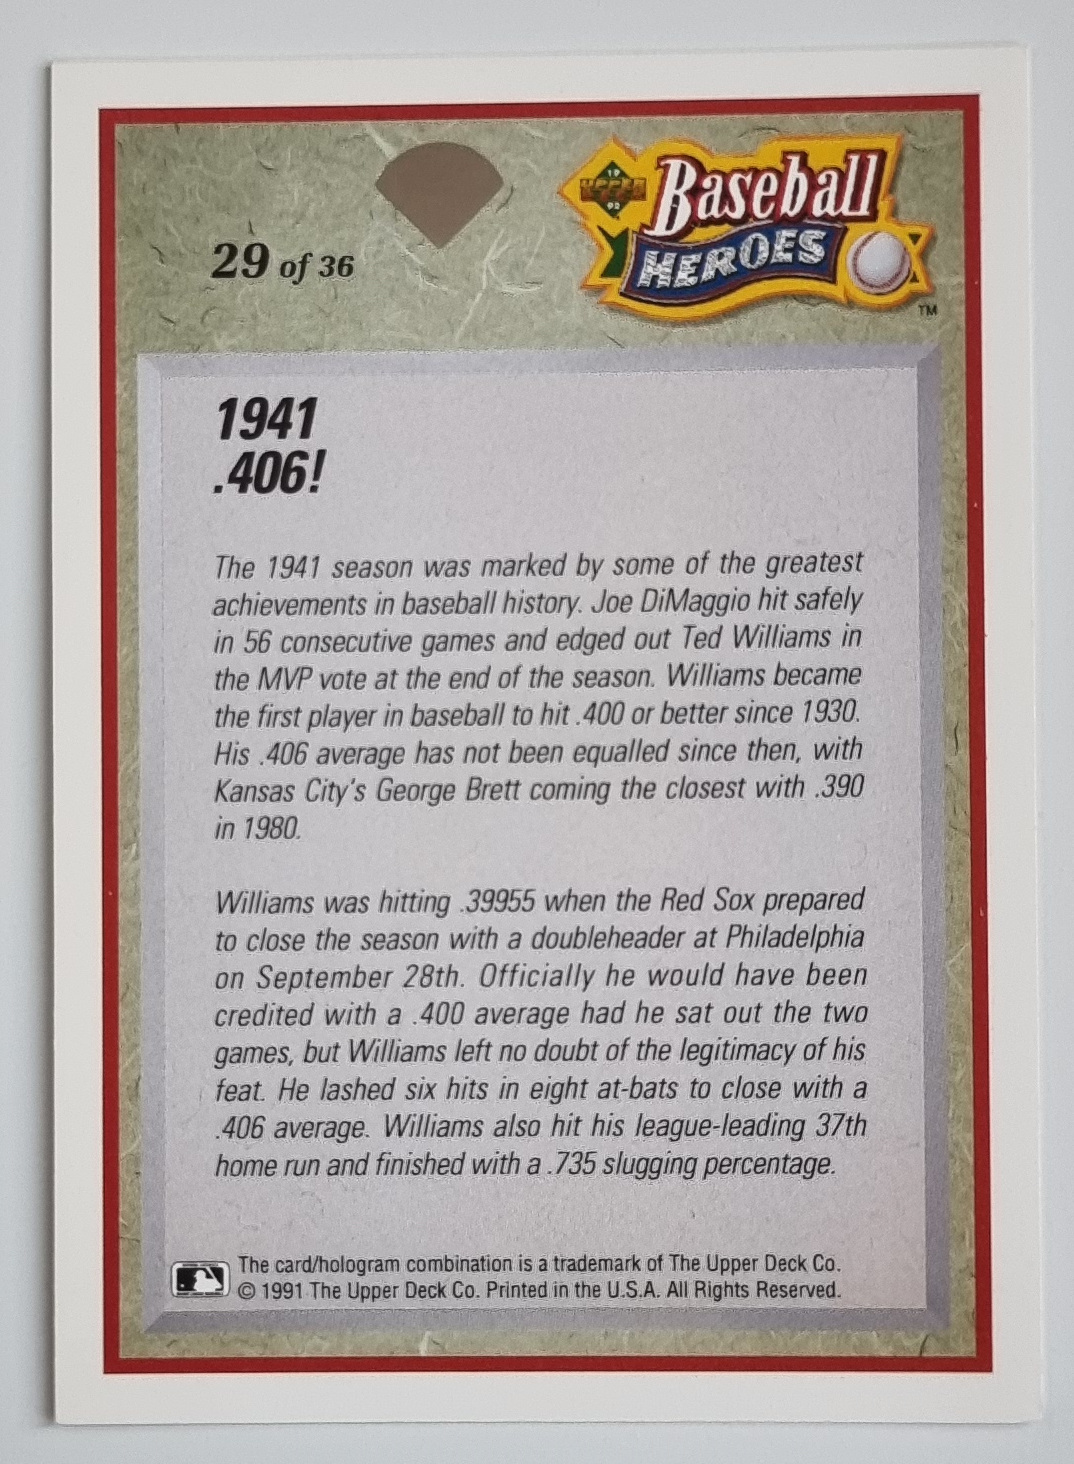 29 of 36
19
UPPER
92
Baseball
HEROES
TM
1941
.406!
The 1941 season was marked by some of the greatest
achievements in baseball history. Joe DiMaggio hit safely
in 56 consecutive games and edged out Ted Williams in
the MVP vote at the end of the season. Williams became
the first player in baseball to hit .400 or better since 1930.
His .406 average has not been equalled since then, with
Kansas City's George Brett coming the closest with .390
in 1980.
Williams was hitting .39955 when the Red Sox prepared
to close the season with a doubleheader at Philadelphia
on September 28th. Officially he would have been
credited with a .400 average had he sat out the two
games, but Williams left no doubt of the legitimacy of his
feat. He lashed six hits in eight at-bats to close with a
.406 average. Williams also hit his league-leading 37th
home run and finished with a .735 slugging percentage.
The card/hologram combination is a trademark of The Upper Deck Co.
© 1991 The Upper Deck Co. Printed in the U.S.A. All Rights Reserved.